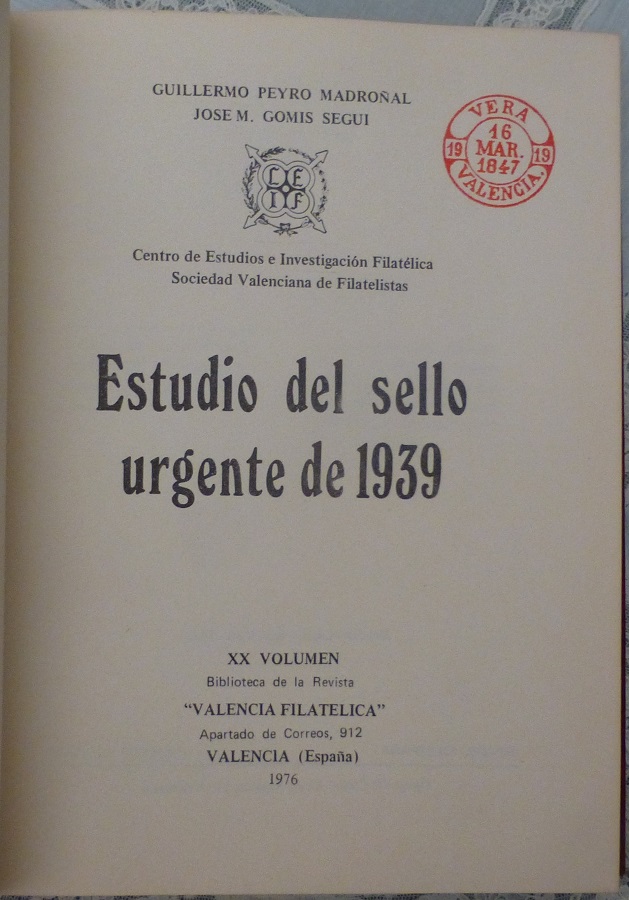 GUILLERMO PEYRO MADROÑAL
JOSE M. GOMIS SEGUI
VERA
16
19 MAR. 19
1847
VALENCIA.
C E
I F
Centro de Estudios e Investigación Filatélica
Sociedad Valenciana de Filatelistas
Estudio del sello
urgente de 1939
XX VOLUMEN
Biblioteca de la Revista
“VALENCIA FILATELICA”
Apartado de Correos, 912
VALENCIA (España)
1976